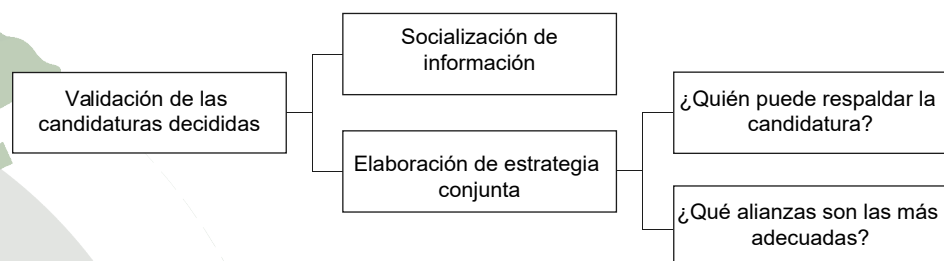 Socialización de
información
Validación de las
candidaturas decididas
¿Quién puede respaldar la
candidatura?
Elaboración de estrategia
conjunta
¿Qué alianzas son las más
adecuadas?